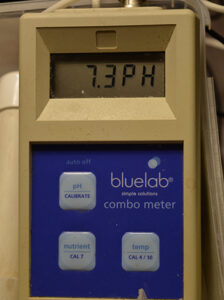 7.3PH
auto off
bluelab®
simple solutions
pH
CALIBRATE
combo meter
nutrient
CAL 7
temp
CAL 4 / 10